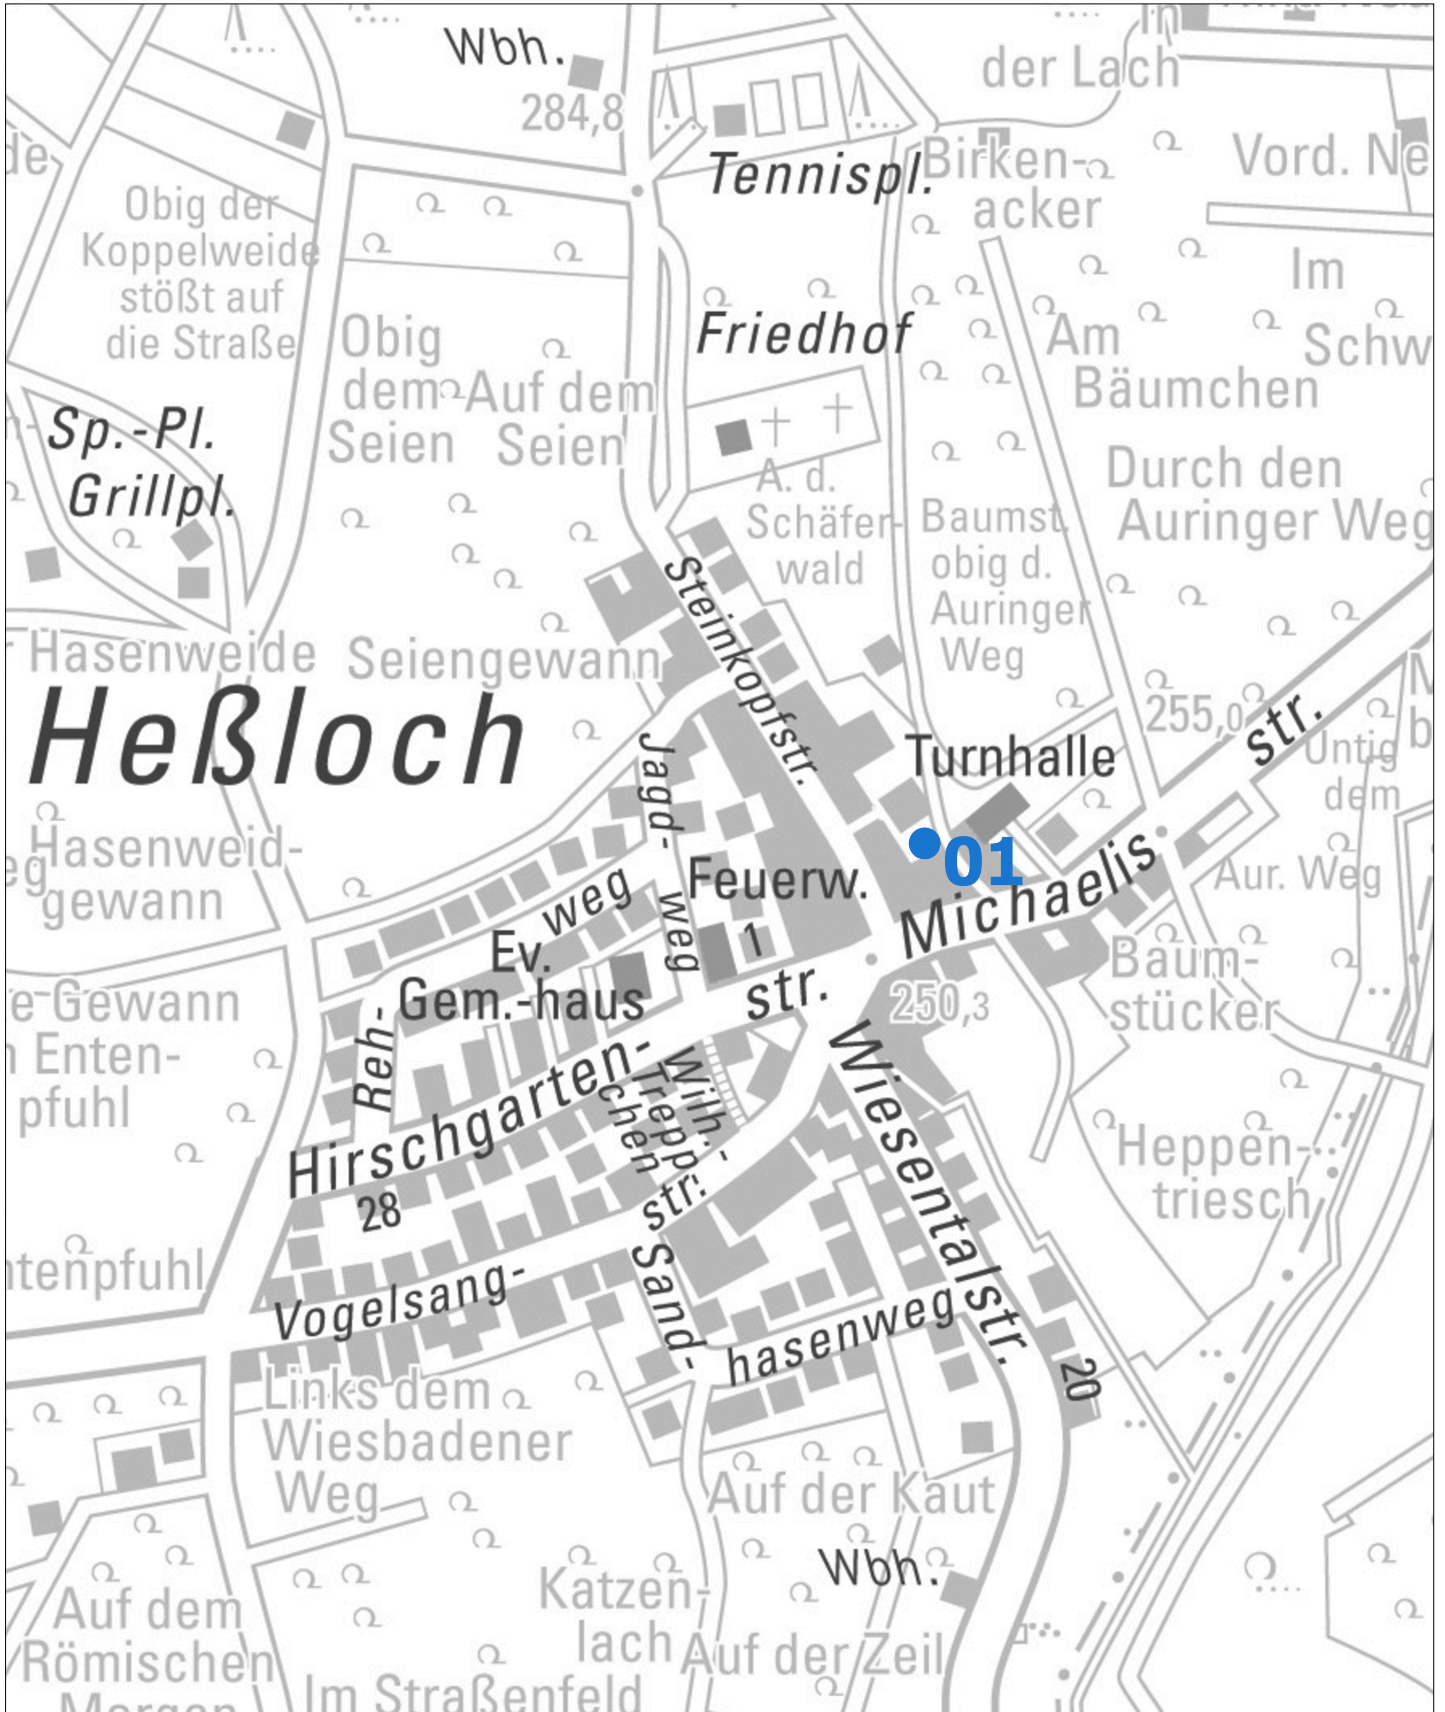 In
der Lach
Wbh.
284,8
Tennispl.
Birken-
acker
Vord. Ne
de
Obig der
Koppelweide
stößt auf
die Straße
Im
Schw
Friedhof
Am
Bäumchen
Obig
dem
Seien
Auf dem
Seien
Sp.-Pl.
Grillpl.
A. d.
Schäfer-
wald
Baumst.
obig d.
Auringer
Weg
Durch den
Auringer Weg
Steinkopfstr.
Hasenweide
Seiengewann
Heßloch
255,0
str.
Untig
dem
Aur. Weg
Turnhalle
Jagd-
weg
01
Michaelis
Hasenweid-
gewann
eg
Feuerw.
1
weg
Ev.
Gem.-haus
str.
250,3
Baum-
stücker
e Gewann
n Enten-
pfuhl
Reh-
Hirschgarten-
28
Wilh.-
Trepp-
chen
Wiesentalstr.
20
Heppen-
triesch
ntenpfuhl
Vogelsang-
str.
Sand-
hasenweg
Links dem
Wiesbadener
Weg
Auf der Kaut
Wbh.
Katzen-
lach
Auf der Zeil
Auf dem
Römischen
Morgen
Im Straßenfeld